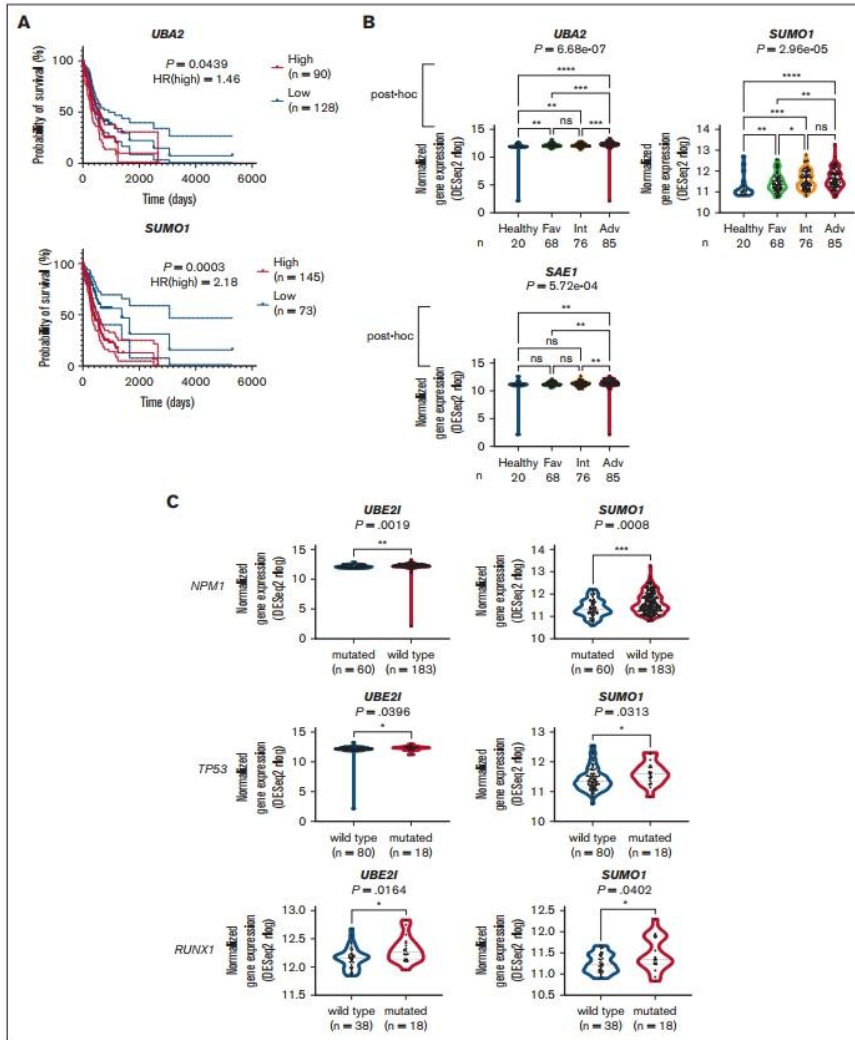 A
UBA2
P = 0.0439
HR(high) = 1.46
High
(n = 90)
Low
(n = 128)
Probability of survival (%)
100
50
0
0 2000 4000 6000
Time (days)
SUMO1
P = 0.0003
HR(high) = 2.18
High
(n = 145)
Low
(n = 73)
Probability of survival (%)
100
50
0
0 2000 4000 6000
Time (days)
B
UBA2
P = 6.68e-07
post-hoc
****
***
**
** ns ***
Normalized
gene expression
(DESeq2 rlog)
15
10
5
0
Healthy Fav Int Adv
n 20 68 76 85
SUMO1
P = 2.96e-05
****
**
***
** * ns
Normalized
gene expression
(DESeq2 rlog)
14
13
12
11
10
Healthy Fav Int Adv
20 68 76 85
SAE1
P = 5.72e-04
post-hoc
**
**
ns
ns ns **
Normalized
gene expression
(DESeq2 rlog)
15
10
5
0
Healthy Fav Int Adv
n 20 68 76 85
C
NPM1
UBE2I
P = .0019
**
Normalized
gene expression
(DESeq2 rlog)
15
10
5
0
mutated wild type
(n = 60) (n = 183)
SUMO1
P = .0008
***
Normalized
gene expression
(DESeq2 rlog)
14
13
12
11
10
mutated wild type
(n = 60) (n = 183)
TP53
UBE2I
P = .0396
*
Normalized
gene expression
(DESeq2 rlog)
15
10
5
0
wild type mutated
(n = 80) (n = 18)
SUMO1
P = .0313
*
Normalized
gene expression
(DESeq2 rlog)
13
12
11
10
wild type mutated
(n = 80) (n = 18)
RUNX1
UBE2I
P = .0164
*
Normalized
gene expression
(DESeq2 rlog)
13.0
12.5
12.0
11.5
wild type mutated
(n = 38) (n = 18)
SUMO1
P = .0402
*
Normalized
gene expression
(DESeq2 rlog)
12.5
12.0
11.5
11.0
10.5
wild type mutated
(n = 38) (n = 18)